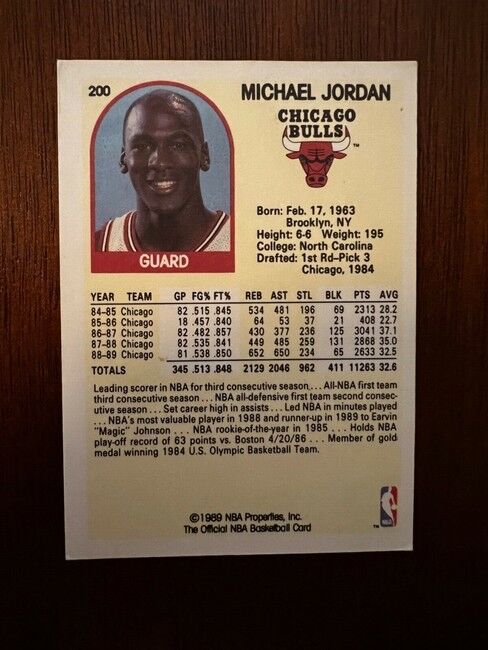 200
MICHAEL JORDAN
CHICAGO
BULLS
TM
GUARD
Born: Feb. 17, 1963
Brooklyn, NY
Height: 6-6 Weight: 195
College: North Carolina
Drafted: 1st Rd-Pick 3
Chicago, 1984
YEAR TEAM GP FG% FT% REB AST STL BLK PTS AVG
84-85 Chicago 82 .515 .845 534 481 196 69 2313 28.2
85-86 Chicago 18 .457 .840 64 53 37 21 408 22.7
86-87 Chicago 82 .482 .857 430 377 236 125 3041 37.1
87-88 Chicago 82 .535 .841 449 485 259 131 2868 35.0
88-89 Chicago 81 .538 .850 652 650 234 65 2633 32.5
TOTALS 345 .513 .848 2129 2046 962 411 11263 32.6
Leading scorer in NBA for third consecutive season . . . All-NBA first team
third consecutive season . . . NBA all-defensive first team second consec-
utive season . . . Set career high in assists . . . Led NBA in minutes played
. . . NBA's most valuable player in 1988 and runner-up in 1989 to Earvin
"Magic" Johnson . . . NBA rookie-of-the-year in 1985 . . . Holds NBA
play-off record of 63 points vs. Boston 4/20/86 . . . Member of gold
medal winning 1984 U.S. Olympic Basketball Team.
©1989 NBA Properties, Inc.
The Official NBA Basketball Card
TM
NBA